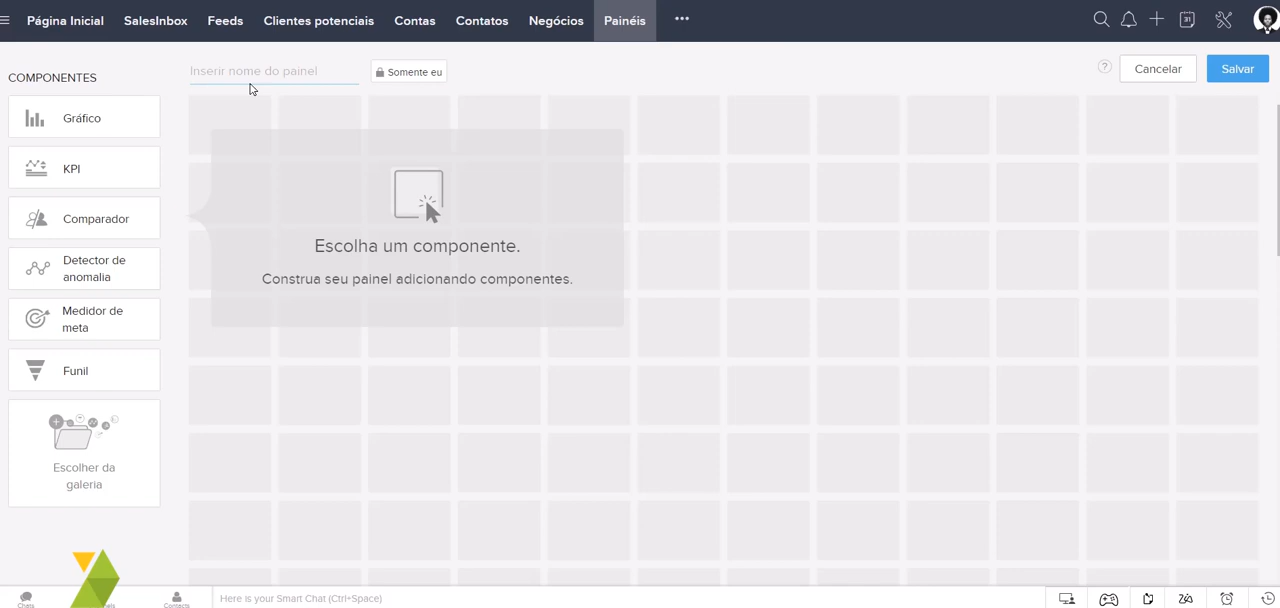 Página Inicial SalesInbox Feeds Clientes potenciais Contas Contatos Negócios Painéis
31
COMPONENTES
Inserir nome do painel
Somente eu
?
Cancelar
Salvar
Gráfico
KPI
Comparador
Detector de
anomalia
Medidor de
meta
Funil
Escolher da
galeria
Escolha um componente.
Construa seu painel adicionando componentes.
Chats
Contacts
Here is your Smart Chat (Ctrl+Space)